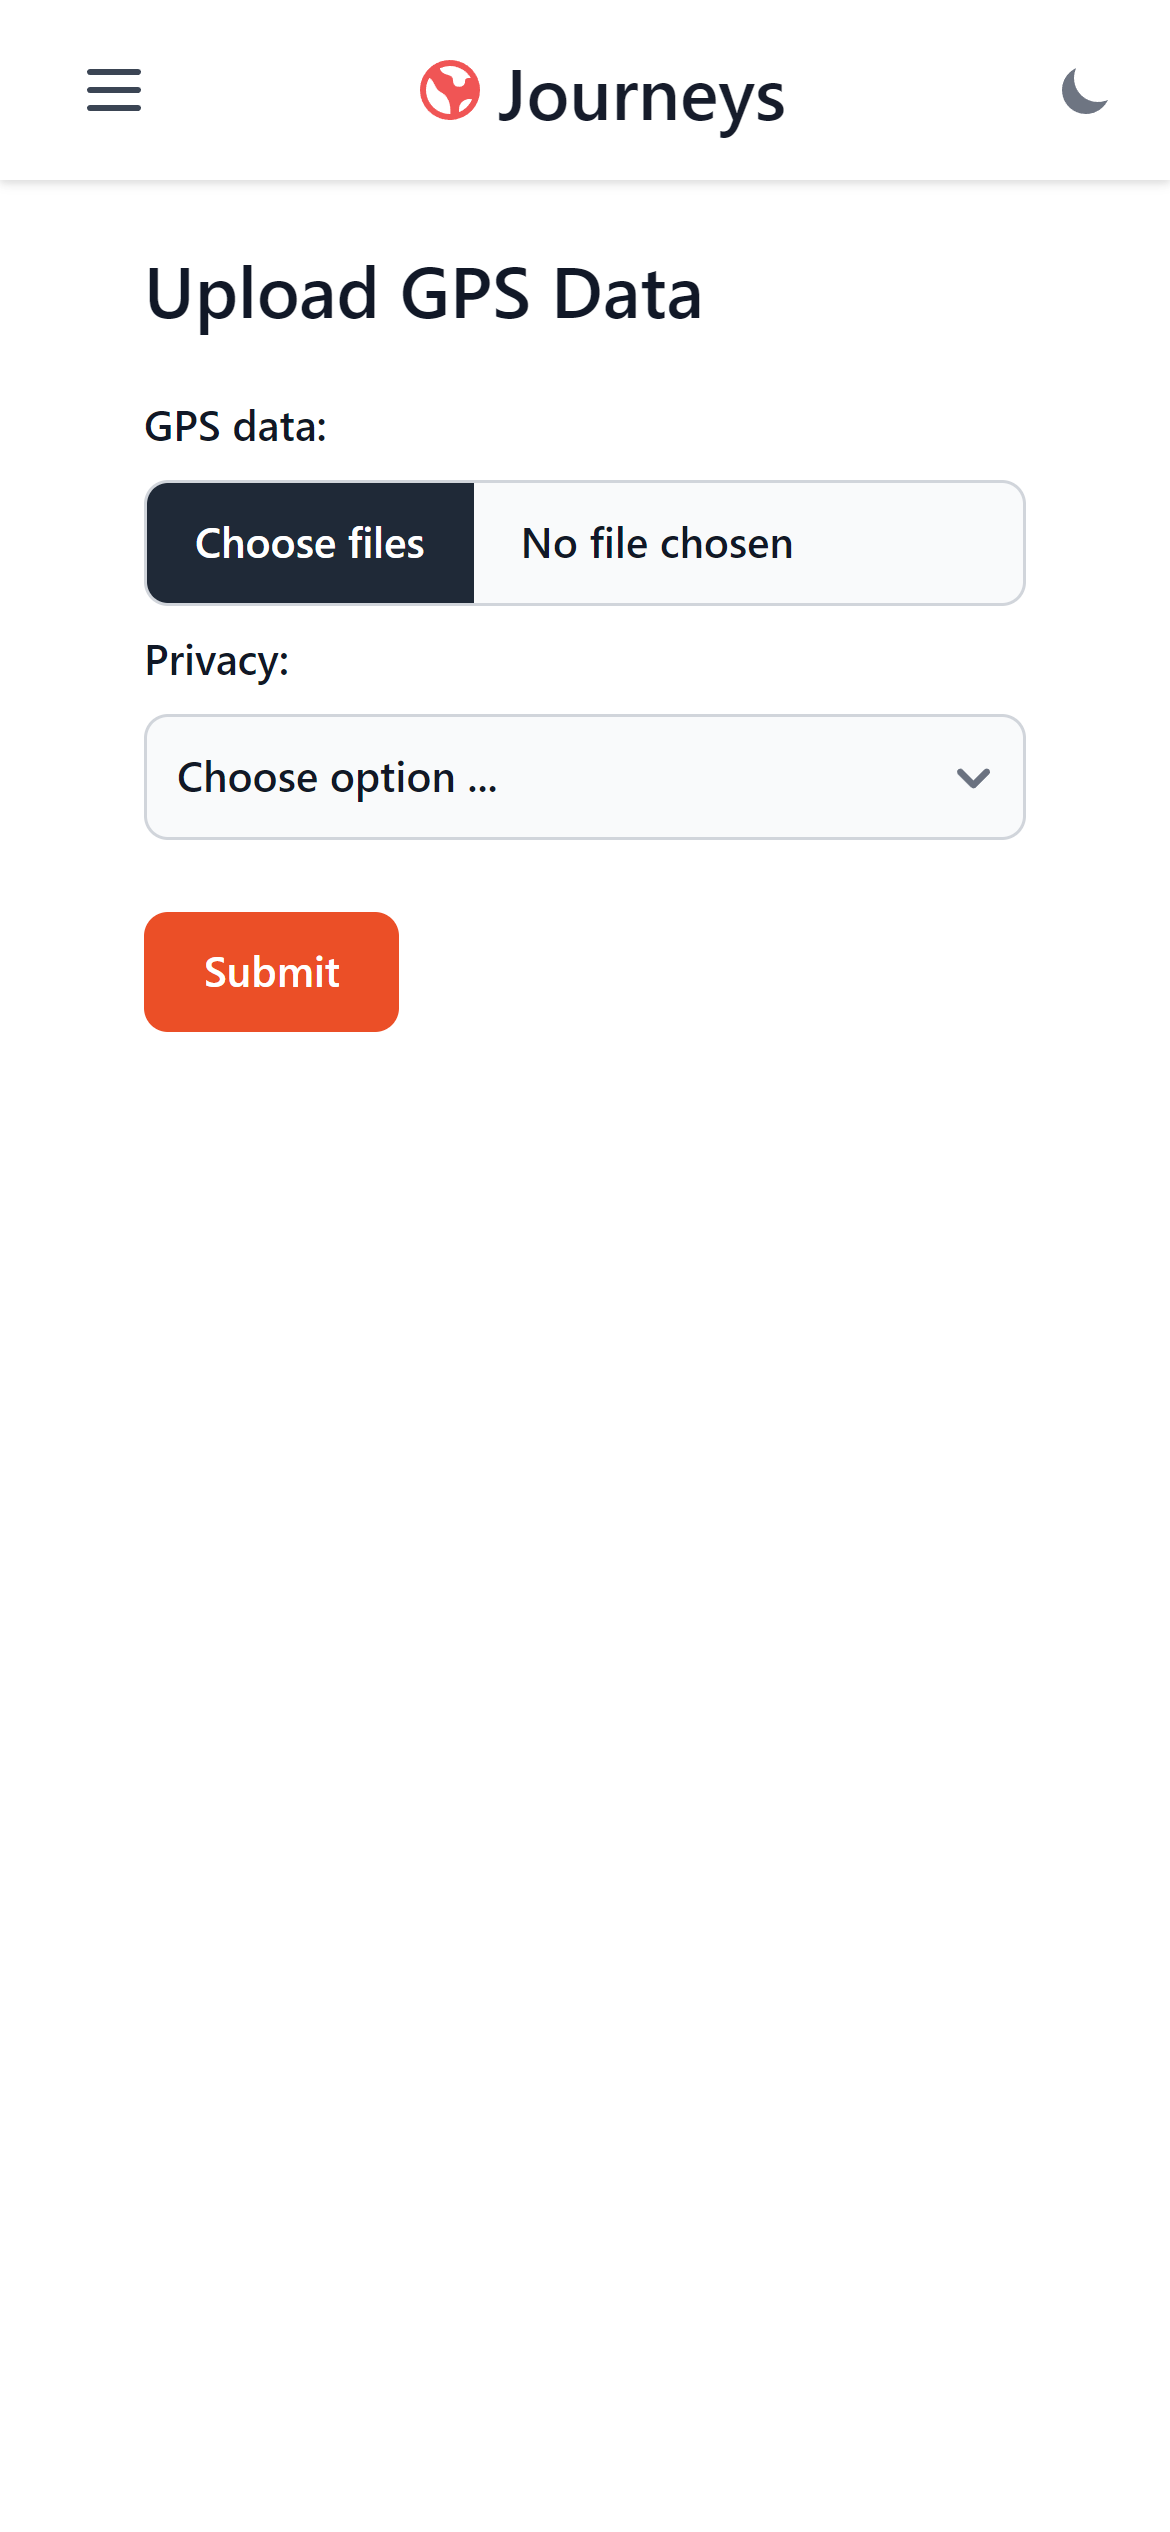 Journeys
Upload GPS Data
GPS data:
Choose files No file chosen
Privacy:
Choose option ...
Submit